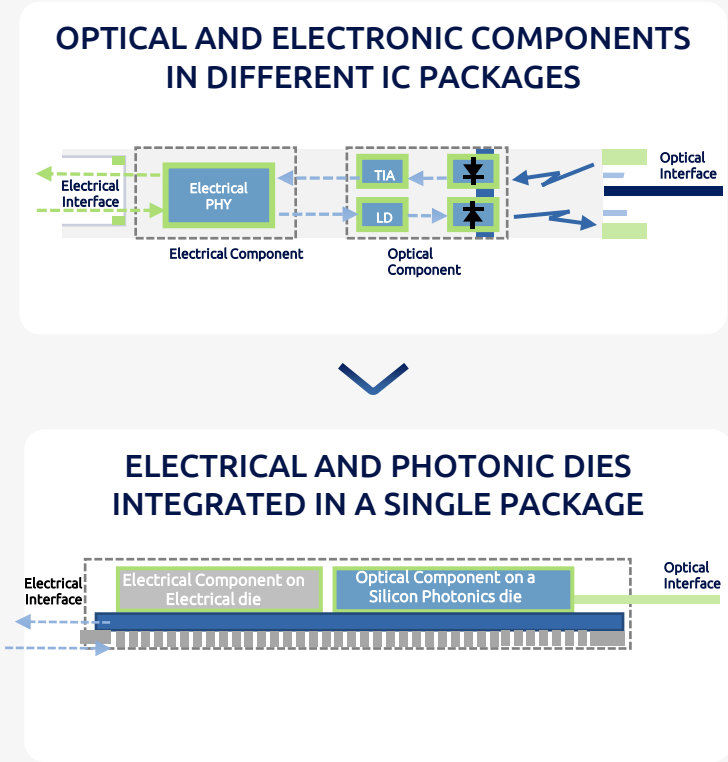 OPTICAL AND ELECTRONIC COMPONENTS
IN DIFFERENT IC PACKAGES
Electrical
Interface
Electrical
PHY
TIA
LD
Optical
Interface
Electrical Component
Optical
Component
ELECTRICAL AND PHOTONIC DIES
INTEGRATED IN A SINGLE PACKAGE
Electrical
Interface
Electrical Component on
Electrical die
Optical Component on a
Silicon Photonics die
Optical
Interface